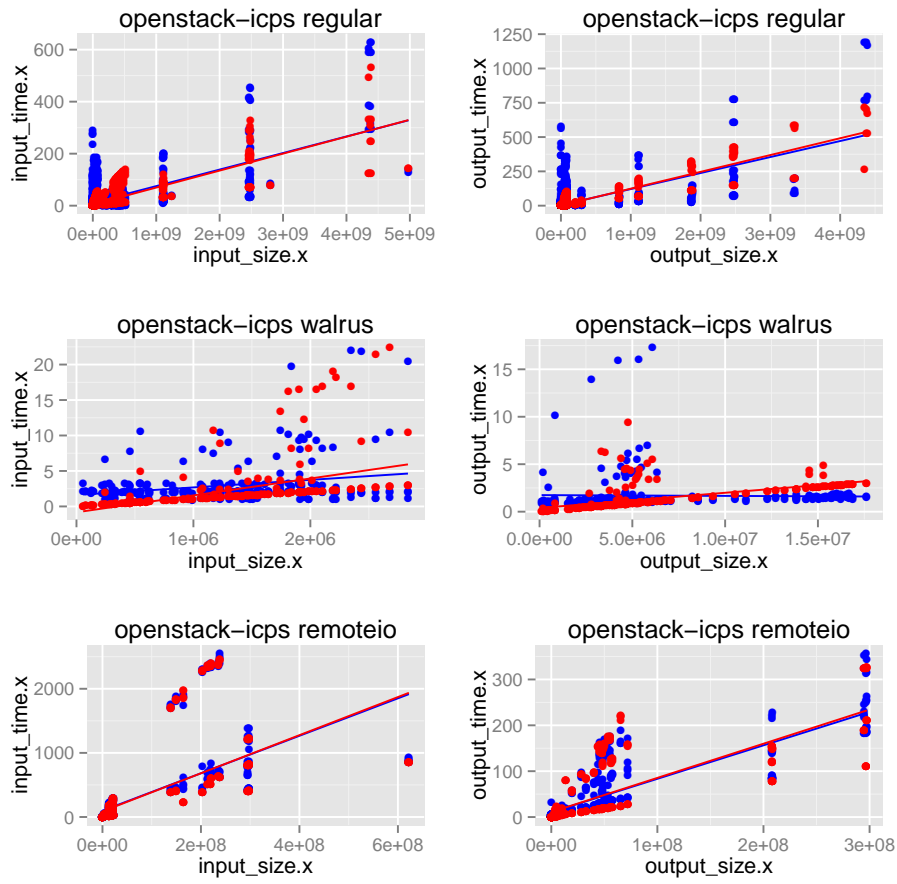 openstack−icps regular
openstack−icps regular
input_time.x
600
400
200
0
0e+00 1e+09 2e+09 3e+09 4e+09 5e+09
input_size.x
output_time.x
1250
1000
750
500
250
0
0e+00 1e+09 2e+09 3e+09 4e+09
output_size.x
openstack−icps walrus
openstack−icps walrus
input_time.x
20
15
10
5
0
0e+00 1e+06 2e+06
input_size.x
output_time.x
15
10
5
0
0.0e+00 5.0e+06 1.0e+07 1.5e+07
output_size.x
openstack−icps remoteio
openstack−icps remoteio
input_time.x
2000
1000
0
0e+00 2e+08 4e+08 6e+08
input_size.x
output_time.x
300
200
100
0
0e+00 1e+08 2e+08 3e+08
output_size.x